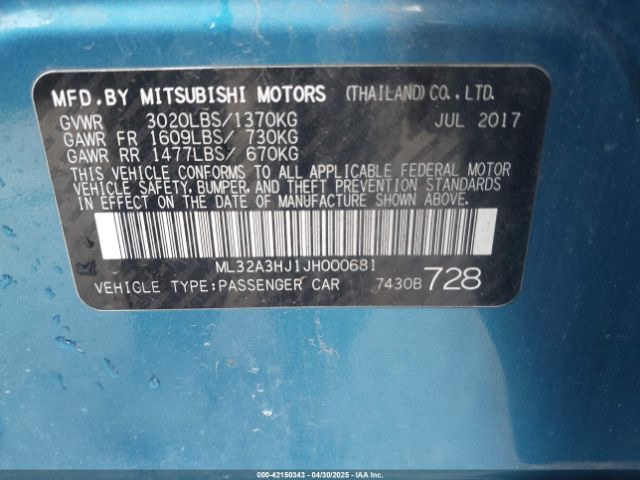 MFD.BY MITSUBISHI MOTORS (THAILAND) CO., LTD.
GVWR 3020LBS/1370KG JUL 2017
GAWR FR 1609LBS/ 730KG
GAWR RR 1477LBS/ 670KG
THIS VEHICLE CONFORMS TO ALL APPLICABLE FEDERAL MOTOR
VEHICLE SAFETY, BUMPER, AND THEFT PREVENTION STANDARDS
IN EFFECT ON THE DATE OF MANUFACTURE SHOWN ABOVE.
ML32A3HJ1JH000681
VEHICLE TYPE:PASSENGER CAR 7430B 728
000-42150343 - 04/30/2025 - IAAI.COM